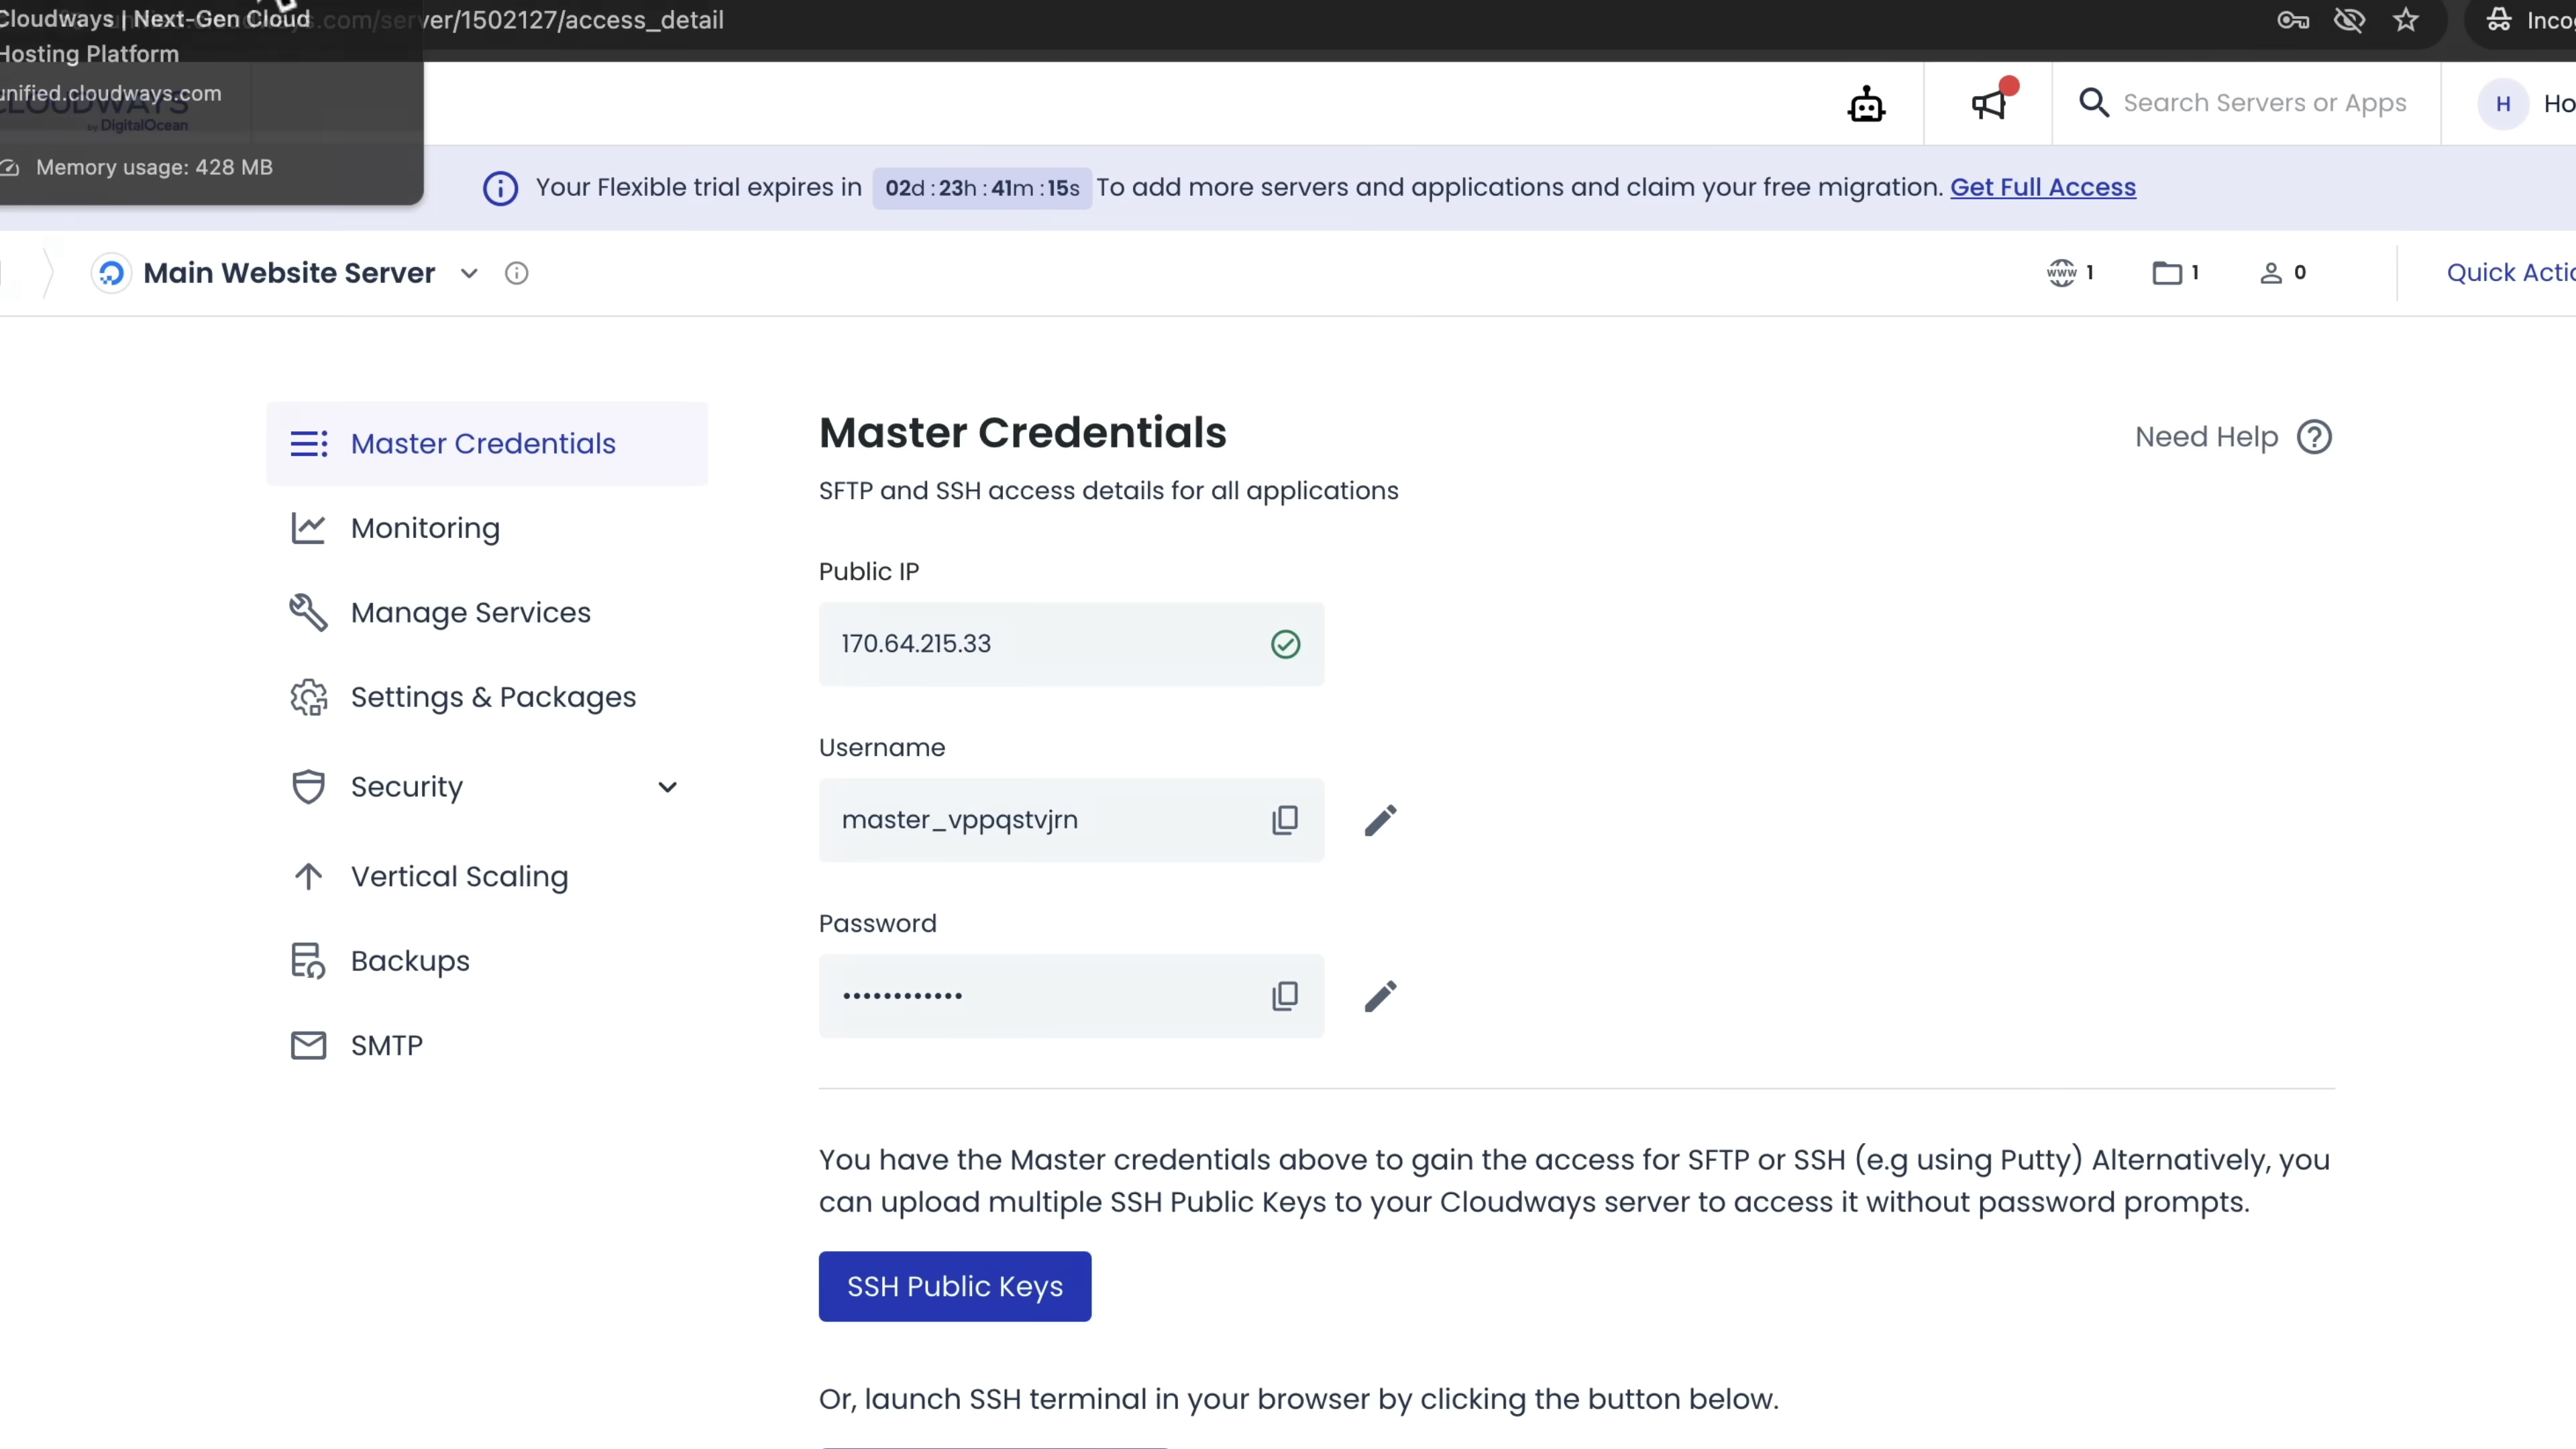 Cloudways | Next-Gen Cloud
Hosting Platform
.com/server/1502127/access_detail
unified.cloudways.com
CLOUDWAYS
by DigitalOcean
Memory usage: 428 MB
Search Servers or Apps
H
Your Flexible trial expires in 02d : 23h : 41m : 15s To add more servers and applications and claim your free migration. Get Full Access
Main Website Server
www 1
1
0
Master Credentials
Monitoring
Manage Services
Settings & Packages
Security
Vertical Scaling
Backups
SMTP
Master Credentials
Need Help
SFTP and SSH access details for all applications
Public IP
170.64.215.33
Username
master_vppqstvjrn
Password
••••••••••••
You have the Master credentials above to gain the access for SFTP or SSH (e.g using Putty) Alternatively, you
can upload multiple SSH Public Keys to your Cloudways server to access it without password prompts.
SSH Public Keys
Or, launch SSH terminal in your browser by clicking the button below.